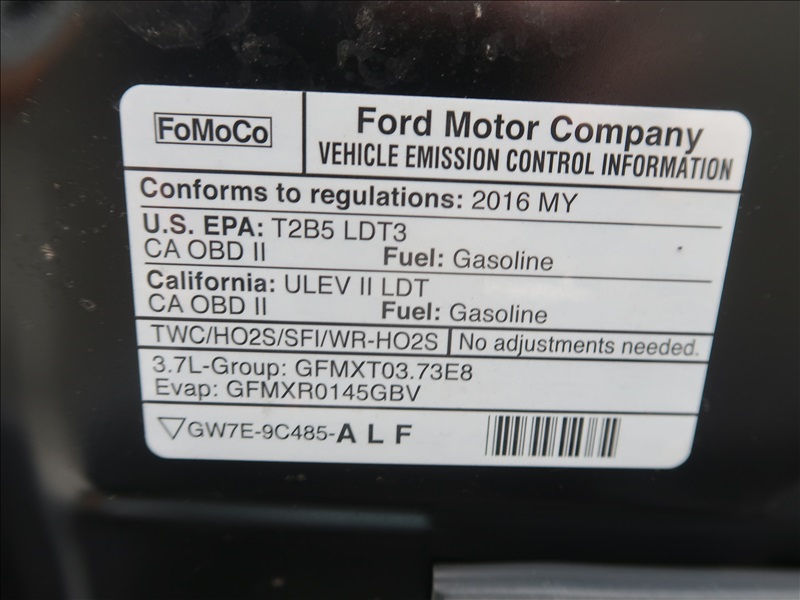 FoMoCo
Ford Motor Company
VEHICLE EMISSION CONTROL INFORMATION
Conforms to regulations: 2016 MY
U.S. EPA: T2B5 LDT3
CA OBD II Fuel: Gasoline
California: ULEV II LDT
CA OBD II Fuel: Gasoline
TWC/HO2S/SFI/WR-HO2S No adjustments needed.
3.7L-Group: GFMXT03.73E8
Evap: GFMXR0145GBV
▽GW7E-9C485-A L F